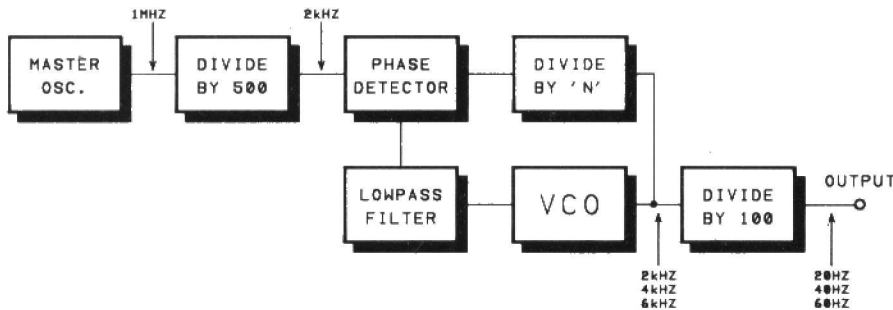 1MHZ
2kHZ
MASTER
OSC.
DIVIDE
BY 500
PHASE
DETECTOR
DIVIDE
BY 'N'
LOWPASS
FILTER
VCO
DIVIDE
BY 100
OUTPUT
2kHZ
4kHZ
6kHZ
20HZ
40HZ
60HZ